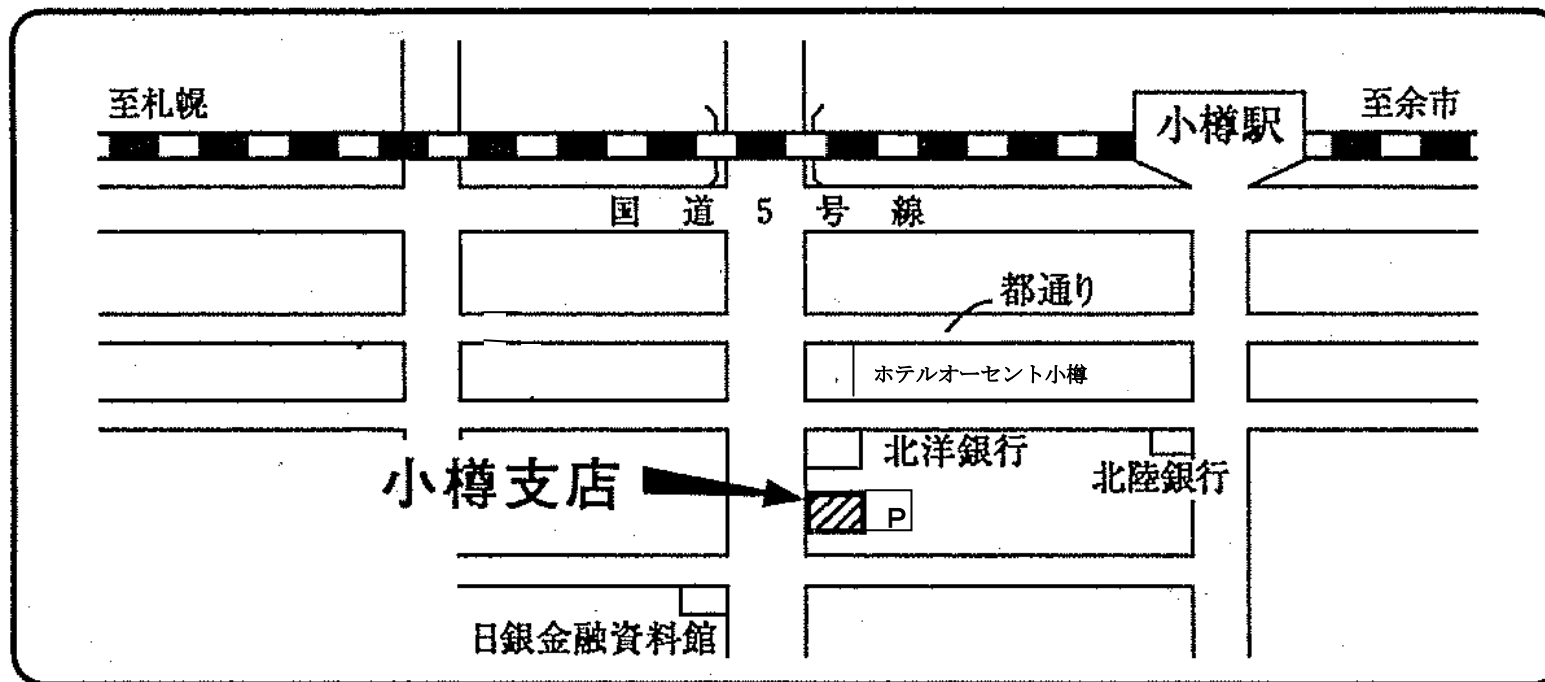 至札幌
至余市
小樽駅
国道5号線
都通り
ホテルオーセント小樽
北洋銀行
北陸銀行
小樽支店
P
日銀金融資料館